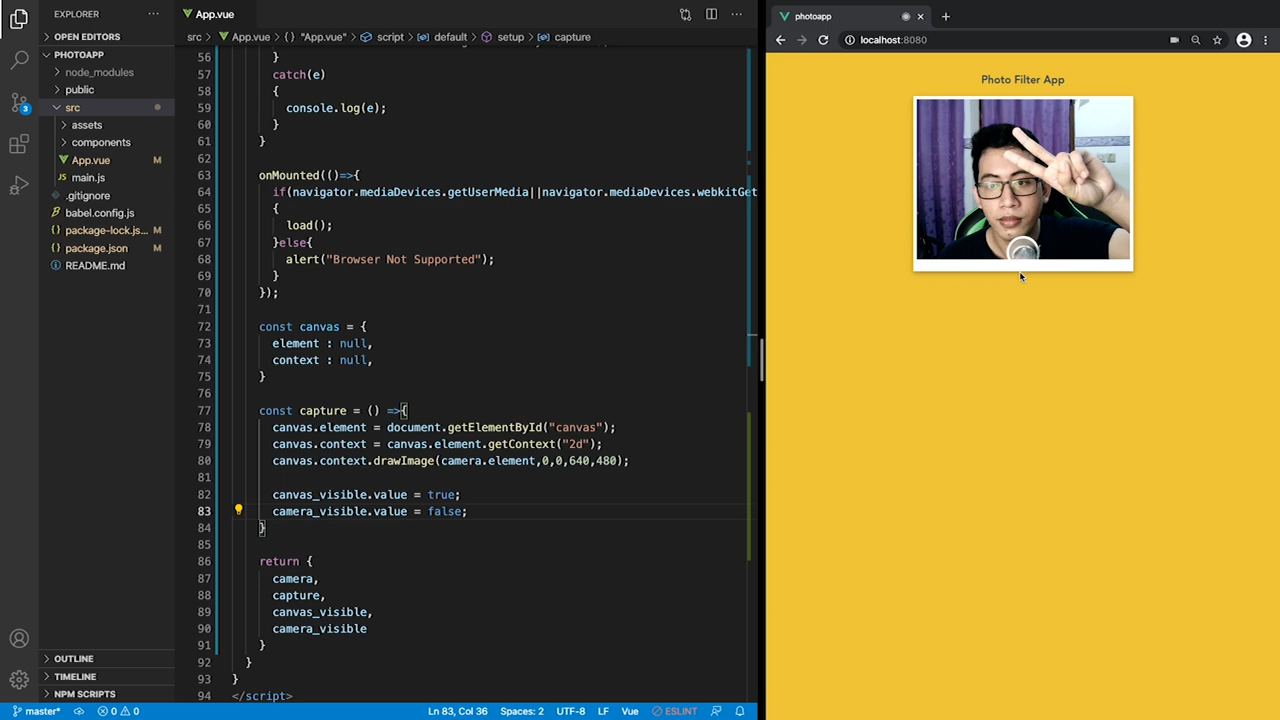 EXPLORER
OPEN EDITORS
PHOTOAPP
node_modules
public
src
assets
components
App.vue M
main.js
.gitignore
babel.config.js
package-lock.js... M
package.json M
README.md
OUTLINE
TIMELINE
NPM SCRIPTS
3
App.vue
src > App.vue > {} "App.vue" > script > default > setup > capture
56 }
57 catch(e)
58 {
59 console.log(e);
60 }
61 }
62
63 onMounted(()=>{
64 if(navigator.mediaDevices.getUserMedia||navigator.mediaDevices.webkitGet
65 {
66 load();
67 }else{
68 alert("Browser Not Supported");
69 }
70 });
71
72 const canvas = {
73 element : null,
74 context : null,
75 }
76
77 const capture = () =>{
78 canvas.element = document.getElementById("canvas");
79 canvas.context = canvas.element.getContext("2d");
80 canvas.context.drawImage(camera.element,0,0,640,480);
81
82 canvas_visible.value = true;
83 camera_visible.value = false;
84 }
85
86 return {
87 camera,
88 capture,
89 canvas_visible,
90 camera_visible
91 }
92 }
93 }
94 </script>
master* 0 0 Ln 83, Col 36 Spaces: 2 UTF-8 LF Vue ESLINT
photoapp
localhost:8080
Photo Filter App